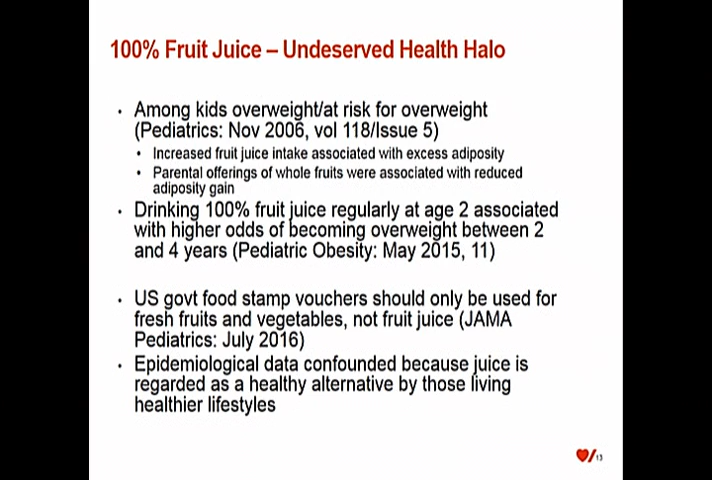 100% Fruit Juice – Undeserved Health Halo
• Among kids overweight/at risk for overweight
(Pediatrics: Nov 2006, vol 118/Issue 5)
• Increased fruit juice intake associated with excess adiposity
• Parental offerings of whole fruits were associated with reduced
adiposity gain
• Drinking 100% fruit juice regularly at age 2 associated
with higher odds of becoming overweight between 2
and 4 years (Pediatric Obesity: May 2015, 11)
• US govt food stamp vouchers should only be used for
fresh fruits and vegetables, not fruit juice (JAMA
Pediatrics: July 2016)
• Epidemiological data confounded because juice is
regarded as a healthy alternative by those living
healthier lifestyles
13